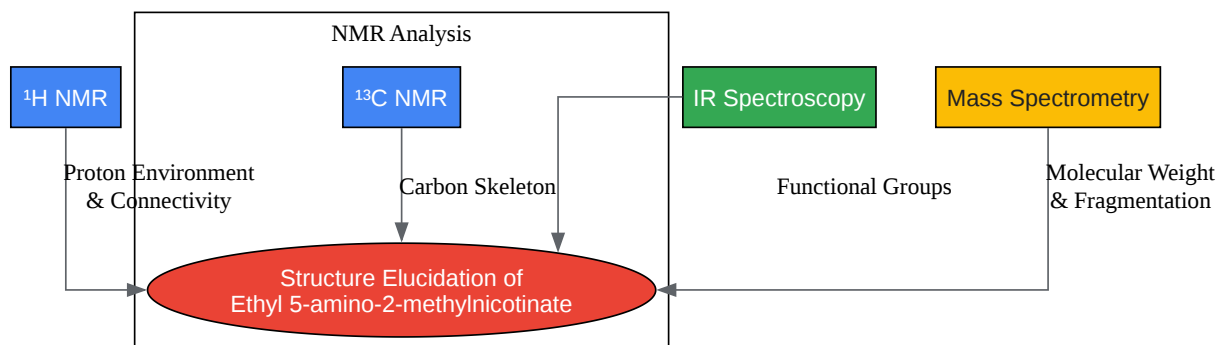 NMR Analysis
¹H NMR
¹³C NMR
IR Spectroscopy
Mass Spectrometry
Proton Environment
& Connectivity
Carbon Skeleton
Functional Groups
Molecular Weight
& Fragmentation
Structure Elucidation of
Ethyl 5-amino-2-methylnicotinate